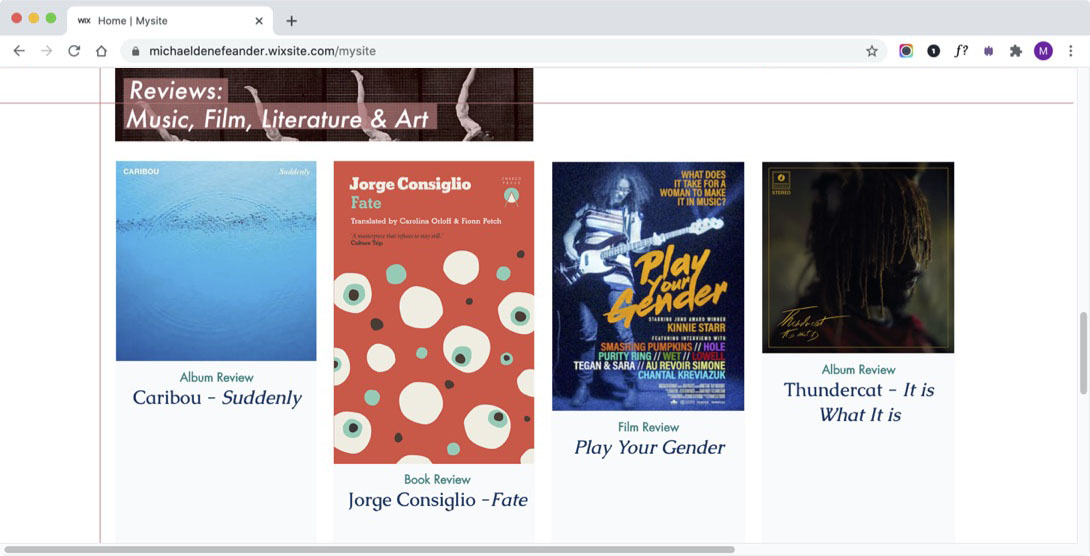 WIX Home | Mysite
michaeldenefeander.wixsite.com/mysite
1
f?
M
Reviews:
Music, Film, Literature & Art
CARIBOU
Suddenly
Album Review
Caribou - Suddenly
Jorge Consiglio
Fate
Translated by Carolina Orloff & Fionn Petch
'A masterpiece that refuses to stay still.'
Culture Trip
CHARCO
PRESS
Book Review
Jorge Consiglio -Fate
WHAT DOES
IT TAKE FOR A
WOMAN TO MAKE
IT IN MUSIC?
Play
Your
Gender
STARRING JUNO AWARD WINNER
KINNIE STARR
FEATURING INTERVIEWS WITH
SMASHING PUMPKINS // HOLE
PURITY RING // WET // LOWELL
TEGAN & SARA // AU REVOIR SIMONE
CHANTAL KREVIAZUK
Film Review
Play Your Gender
STEREO
Thundercat
Album Review
Thundercat - It is
What It is